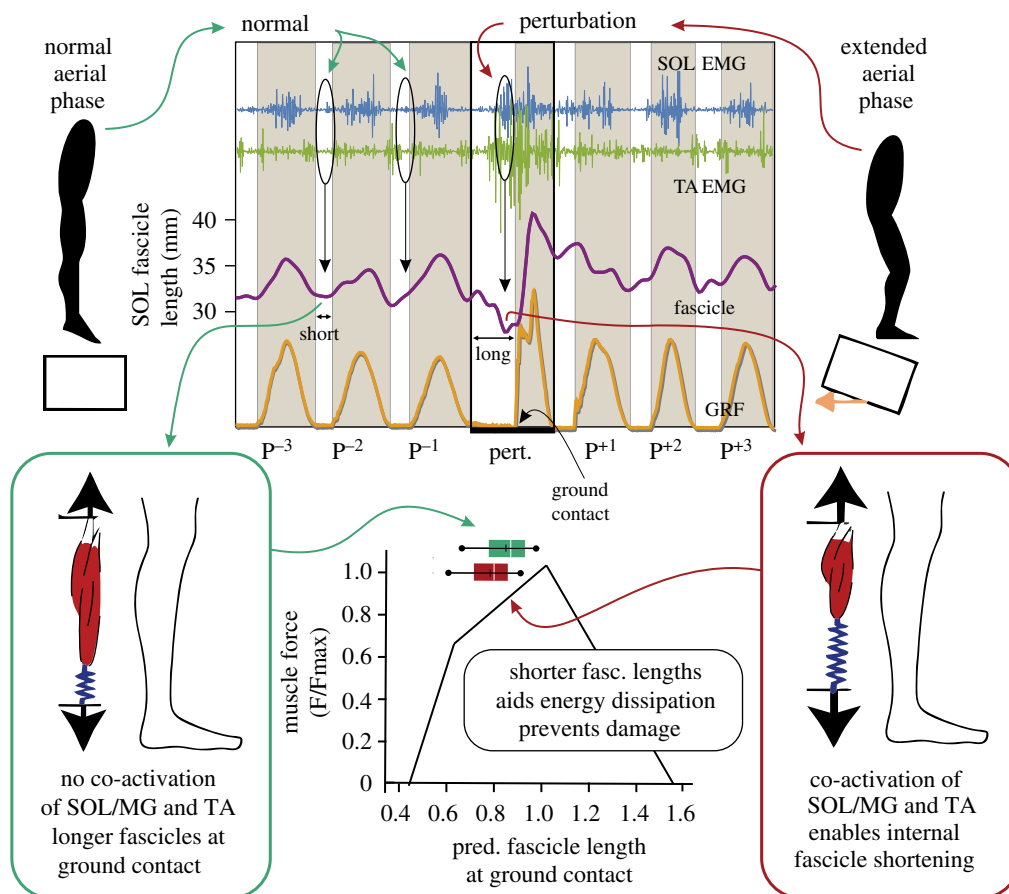 normal
aerial
phase
normal
perturbation
extended
aerial
phase
SOL EMG
TA EMG
SOL fascicle
length (mm)
40
35
30
short
long
fascicle
GRF
P–3
P–2
P–1
pert.
P+1
P+2
P+3
ground
contact
no co-activation
of SOL/MG and TA
longer fascicles at
ground contact
muscle force
(F/Fmax)
1.0
0.8
0.6
0.4
0.2
0
0.4 0.6 0.8 1.0 1.2 1.4 1.6
pred. fascicle length
at ground contact
shorter fasc. lengths
aids energy dissipation
prevents damage
co-activation of
SOL/MG and TA
enables internal
fascicle shortening